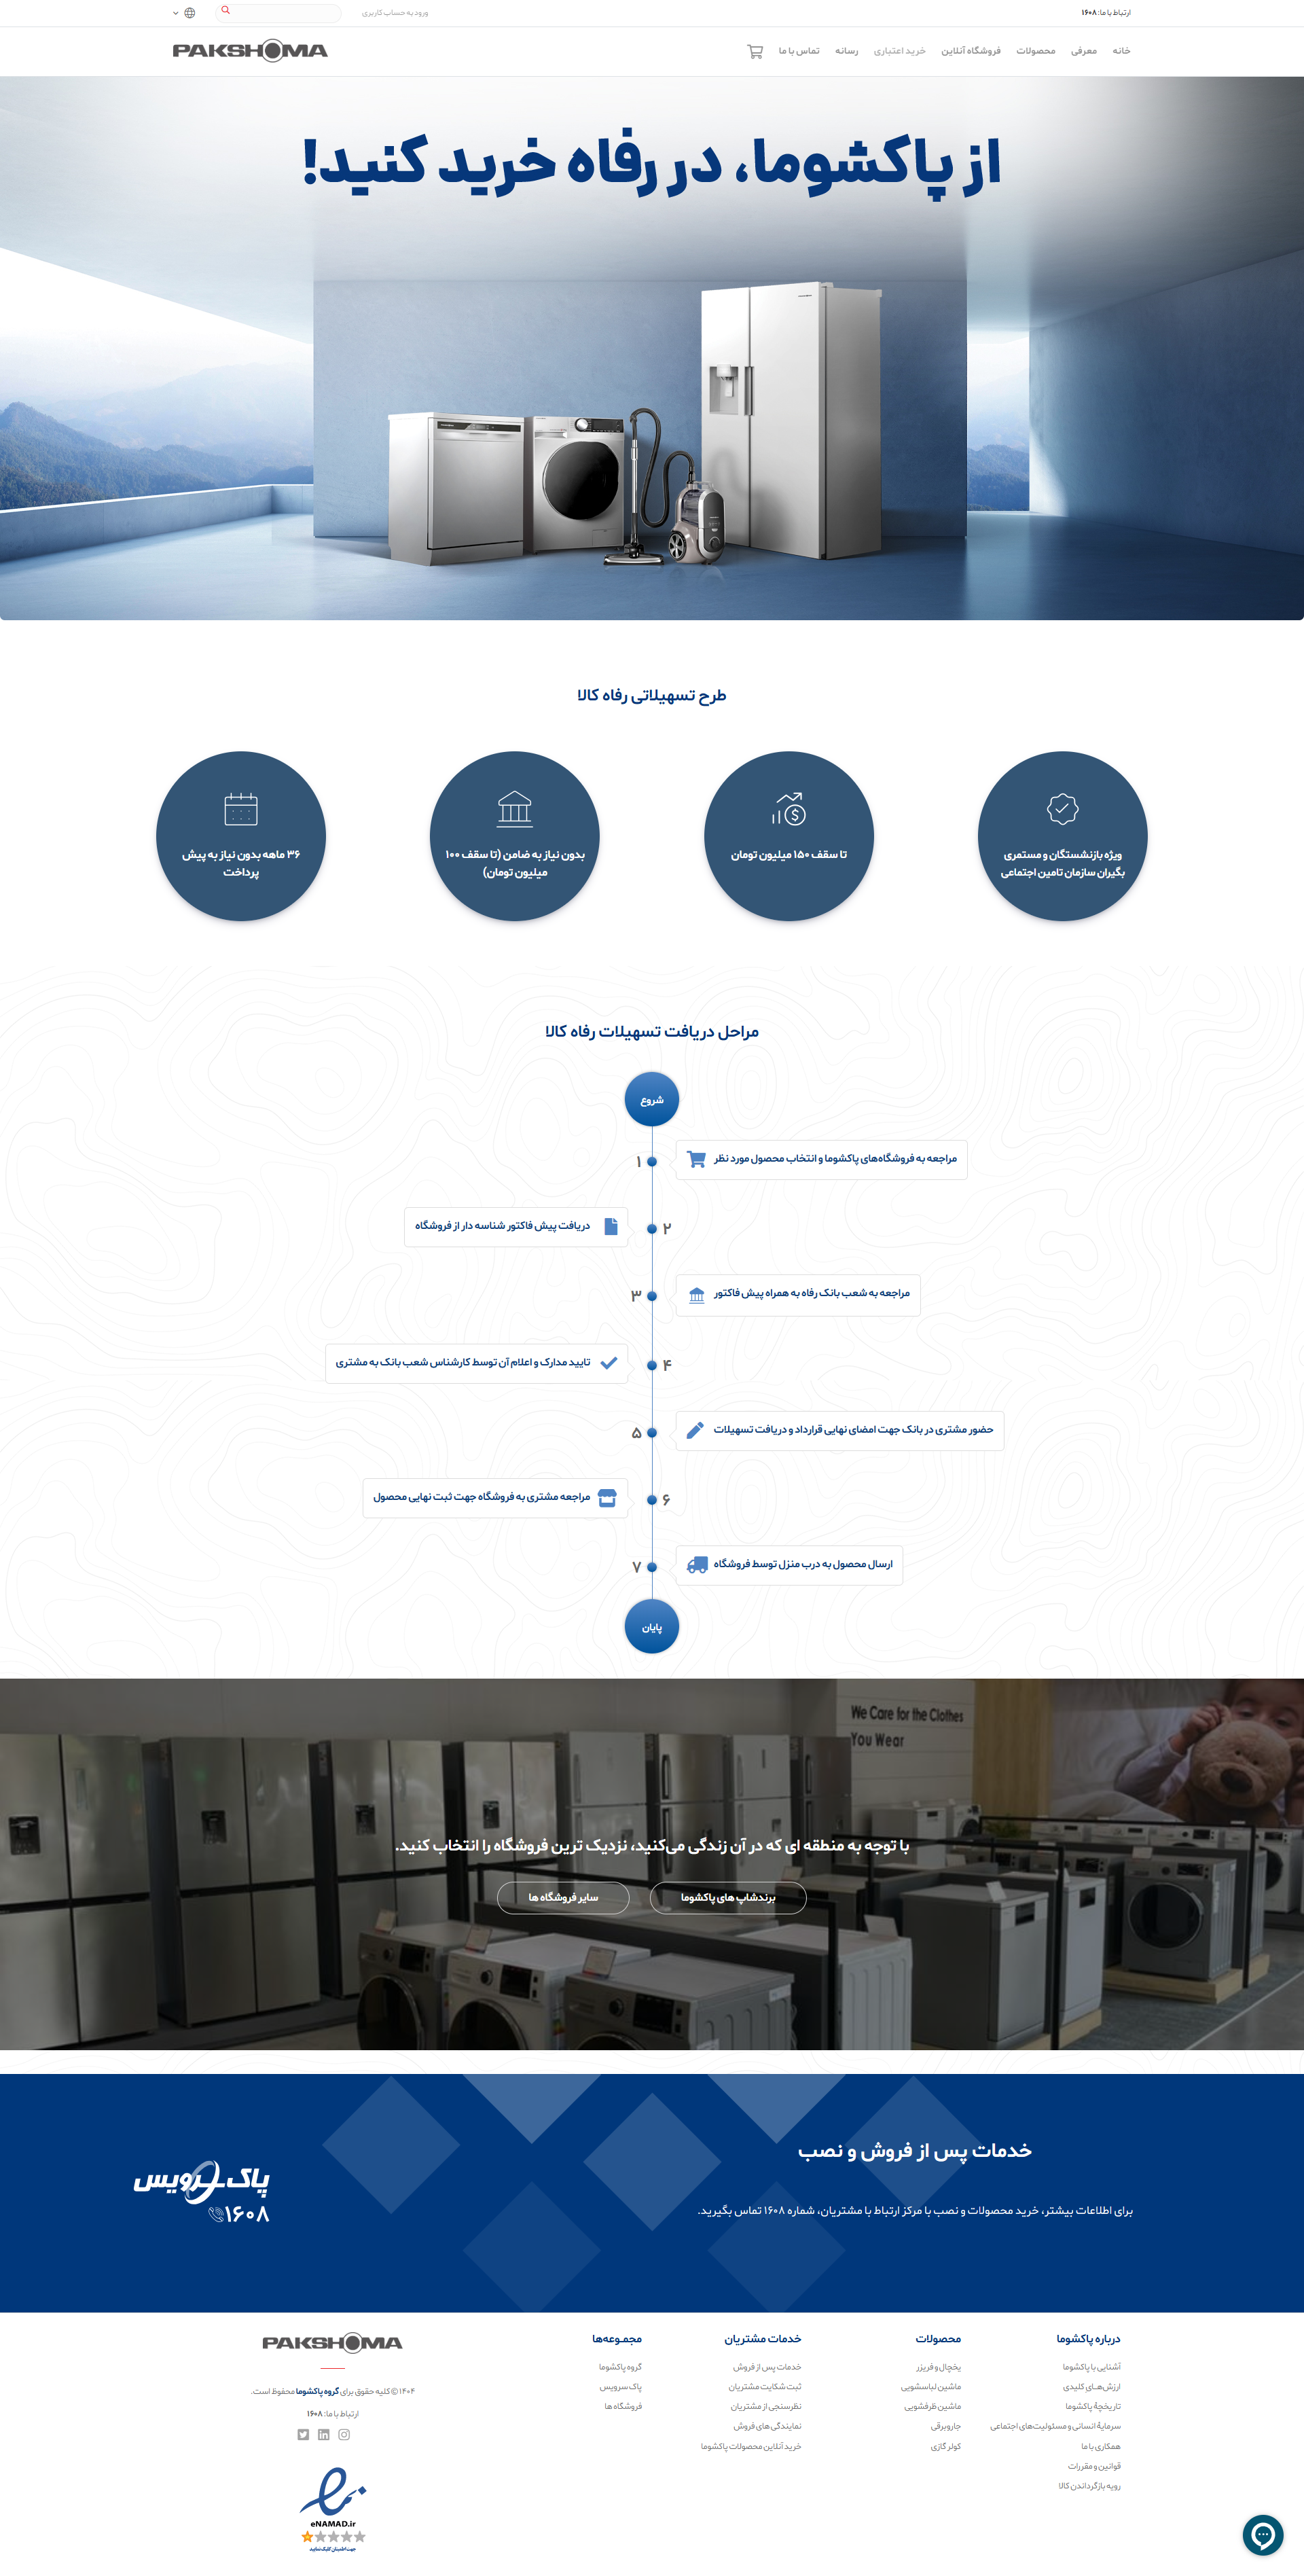 ارتباط با ما: ۱۶۰۸
ورود به حساب کاربری
خانه
معرفی
محصولات
فروشگاه آنلاین
خرید اعتباری
رسانه
تماس با ما
PAKSHOMA
از پاکشوما، در رفاه خرید کنید!
طرح تسهیلاتی رفاه کالا
ویژه بازنشستگان و مستمری
بگیران سازمان تامین اجتماعی
تا سقف ۱۵۰ میلیون تومان
بدون نیاز به ضامن (تا سقف ۱۰۰
میلیون تومان)
۳۶ ماهه بدون نیاز به پیش
پرداخت
مراحل دریافت تسهیلات رفاه کالا
شروع
۱
مراجعه به فروشگاه‌های پاکشوما و انتخاب محصول مورد نظر
۲
دریافت پیش فاکتور شناسه دار از فروشگاه
۳
مراجعه به شعب بانک رفاه به همراه پیش فاکتور
۴
تایید مدارک و اعلام آن توسط کارشناس شعب بانک به مشتری
۵
حضور مشتری در بانک جهت امضای نهایی قرارداد و دریافت تسهیلات
۶
مراجعه مشتری به فروشگاه جهت ثبت نهایی محصول
۷
ارسال محصول به درب منزل توسط فروشگاه
پایان
We Care for the Clothes
You Wear
با توجه به منطقه ای که در آن زندگی می‌کنید، نزدیک ترین فروشگاه را انتخاب کنید.
برندشاپ های پاکشوما
سایر فروشگاه ها
خدمات پس از فروش و نصب
برای اطلاعات بیشتر، خرید محصولات و نصب با مرکز ارتباط با مشتریان، شماره ۱۶۰۸ تماس بگیرید.
پاک سرویس
۱۶۰۸
درباره پاکشوما
آشنایی با پاکشوما
ارزش‌هـای کلیدی
تاریخچهٔ پاکشوما
سرمایهٔ انسانی و مسئولیت‌های اجتماعی
همکاری با ما
قوانین و مقررات
رویه بازگرداندن کالا
محصولات
یخچال و فریزر
ماشین لباسشویی
ماشین ظرفشویی
جاروبرقی
کولر گازی
خدمات مشتریان
خدمات پس از فروش
ثبت شکایت مشتریان
نظرسنجی از مشتریان
نمایندگی های فروش
خرید آنلاین محصولات پاکشوما
مجمـوعه‌ها
گروه پاکشوما
پاک سرویس
فروشگاه ها
PAKSHOMA
۱۴۰۴ © کلیه حقوق برای گروه پاکشوما محفوظ است.
ارتباط با ما: ۱۶۰۸
eNAMAD.ir
جهت اطمینان کلیک نمایید